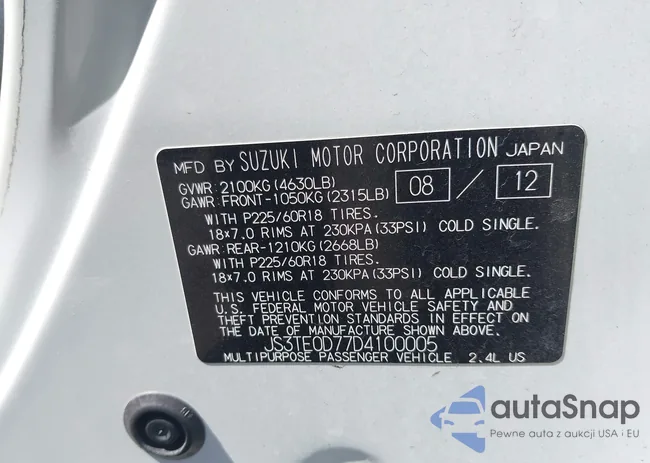 MFD BY SUZUKI MOTOR CORPORATION JAPAN
GVWR: 2100KG (4630LB)
GAWR: FRONT-1050KG (2315LB) 08 / 12
WITH P225/60R18 TIRES.
18×7.0 RIMS AT 230KPA (33PSI) COLD SINGLE.
GAWR: REAR-1210KG (2668LB)
WITH P225/60R18 TIRES.
18×7.0 RIMS AT 230KPA (33PSI) COLD SINGLE.
THIS VEHICLE CONFORMS TO ALL APPLICABLE
U.S. FEDERAL MOTOR VEHICLE SAFETY AND
THEFT PREVENTION STANDARDS IN EFFECT ON
THE DATE OF MANUFACTURE SHOWN ABOVE.
JS3TE0D77D4100005
MULTIPURPOSE PASSENGER VEHICLE 2.4L US
autaSnap
Pewne auta z aukcji USA i EU